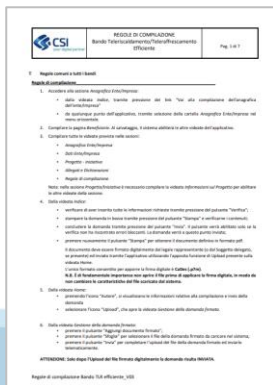 CSI
REGOLE DI COMPILAZIONE
Bando Teleriscaldamento/Teleraffrescamento
Efficiente
Pag. 1 di 7
Regole comuni a tutti i bandi
Regole di compilazione
1. Accedere alla sezione Anagrafica Ente/Impresa:
• dalla videata Indice, tramite pressione del link "Vai alla compilazione dell'anagrafica
dell'ente/impresa"
• da qualunque punto dell'applicativo, tramite selezione della cartella Anagrafica Ente/Impresa nel
menu orizzontale
2. Compilare la pagina Beneficiario. Al salvataggio, il sistema abiliterà le altre videate dell'applicativo.
3. Compilare tutte le videate previste nelle sezioni:
• Anagrafica Ente/Impresa
• Dati Ente/Impresa
• Progetto - Iniziativa
• Allegati e Dichiarazioni
• Regole di compilazione
Nota: nella sezione Progetto/Iniziativa è necessario compilare la videata Informazioni sul Progetto per abilitare
le altre videate della sezione.
4. Dalla videata Indice:
• verificare di aver inserito tutte le informazioni richieste tramite pressione del pulsante "Verifica";
• stampare la domanda in bozza tramite pressione del pulsante "Stampa" e verificarne i contenuti;
• concludere la domanda tramite pressione del pulsante "Invia". Il pulsante verrà abilitato solo se la
verifica non ha riscontrato errori bloccanti. La domanda verrà a questo punto inviata;
• premere nuovamente il pulsante "Stampa" per ottenere il documento definitivo in formato pdf.
Il documento deve essere firmato digitalmente dal legale rappresentante (o dal Soggetto delegato,
se presente) ed inviato tramite l'applicativo utilizzando l'apposita funzione di Upload presente sulla
videata Home.
L'unico formato consentito per apporre la firma digitale è Cades (.p7m).
N.B. È di fondamentale importanza non aprire il file prima di applicare la firma digitale, in modo da
non cambiare le caratteristiche del file scaricato dal sistema.
5. Dalla videata Home:
• premendo l'icona "Autore", si visualizzano le informazioni relative alla compilazione e invio della
domanda
• selezionare l'icona "Upload", che apre la videata Gestione della domanda firmata;
6. Dalla videata Gestione della domanda firmata:
• premere il pulsante "Aggiungi documento firmato",
• premere il pulsante "Sfoglia" per selezionare il file della domanda firmata da caricare nel sistema;
• premere il pulsante "Invia" per completare l'upload del file della domanda firmata ed inviarla
telematicamente.
ATTENZIONE: Solo dopo l'Upload del file firmato digitalmente la domanda risulta INVIATA.
Regole di compilazione Bando TLR efficiente_V03